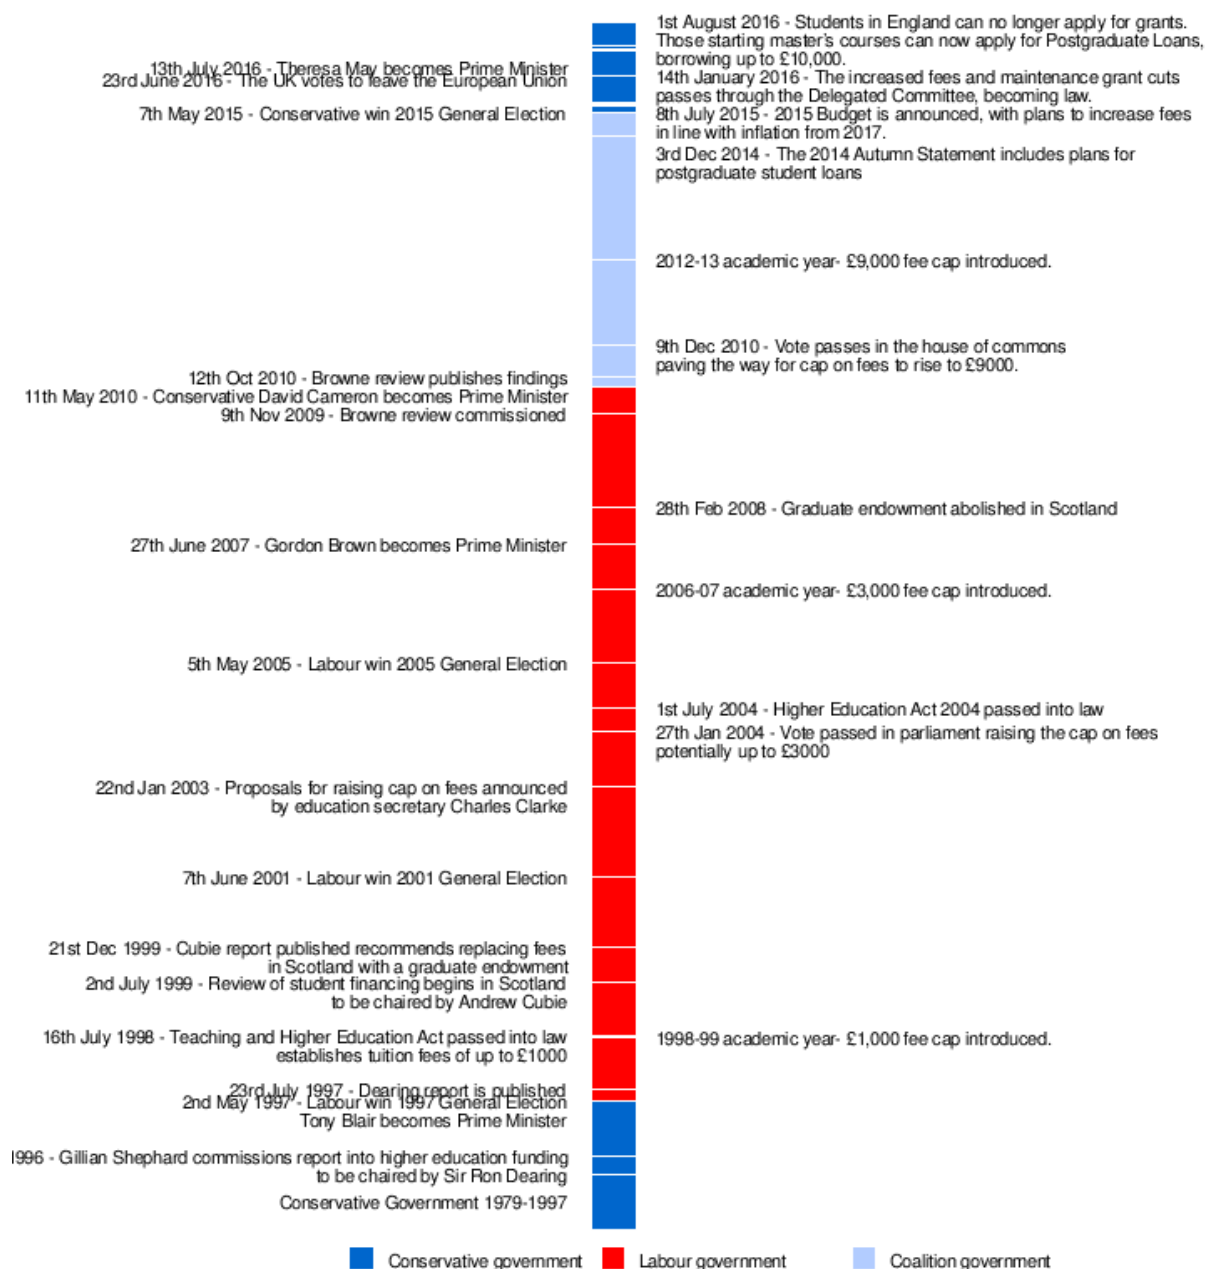 1st August 2016 - Students in England can no longer apply for grants.
Those starting master's courses can now apply for Postgraduate Loans,
borrowing up to £10,000.
13th July 2016 - Theresa May becomes Prime Minister
23rd June 2016 - The UK votes to leave the European Union
14th January 2016 - The increased fees and maintenance grant cuts
passes through the Delegated Committee, becoming law.
7th May 2015 - Conservative win 2015 General Election
8th July 2015 - 2015 Budget is announced, with plans to increase fees
in line with inflation from 2017.
3rd Dec 2014 - The 2014 Autumn Statement includes plans for
postgraduate student loans
2012-13 academic year- £9,000 fee cap introduced.
9th Dec 2010 - Vote passes in the house of commons
paving the way for cap on fees to rise to £9000.
12th Oct 2010 - Browne review publishes findings
11th May 2010 - Conservative David Cameron becomes Prime Minister
9th Nov 2009 - Browne review commissioned
28th Feb 2008 - Graduate endowment abolished in Scotland
27th June 2007 - Gordon Brown becomes Prime Minister
2006-07 academic year- £3,000 fee cap introduced.
5th May 2005 - Labour win 2005 General Election
1st July 2004 - Higher Education Act 2004 passed into law
27th Jan 2004 - Vote passed in parliament raising the cap on fees
potentially up to £3000
22nd Jan 2003 - Proposals for raising cap on fees announced
by education secretary Charles Clarke
7th June 2001 - Labour win 2001 General Election
21st Dec 1999 - Cubie report published recommends replacing fees
in Scotland with a graduate endowment
2nd July 1999 - Review of student financing begins in Scotland
to be chaired by Andrew Cubie
16th July 1998 - Teaching and Higher Education Act passed into law
establishes tuition fees of up to £1000
1998-99 academic year- £1,000 fee cap introduced.
23rd July 1997 - Dearing report is published
2nd May 1997 - Labour win 1997 General Election
Tony Blair becomes Prime Minister
1996 - Gillian Shephard commissions report into higher education funding
to be chaired by Sir Ron Dearing
Conservative Government 1979-1997
Conservative government
Labour government
Coalition government